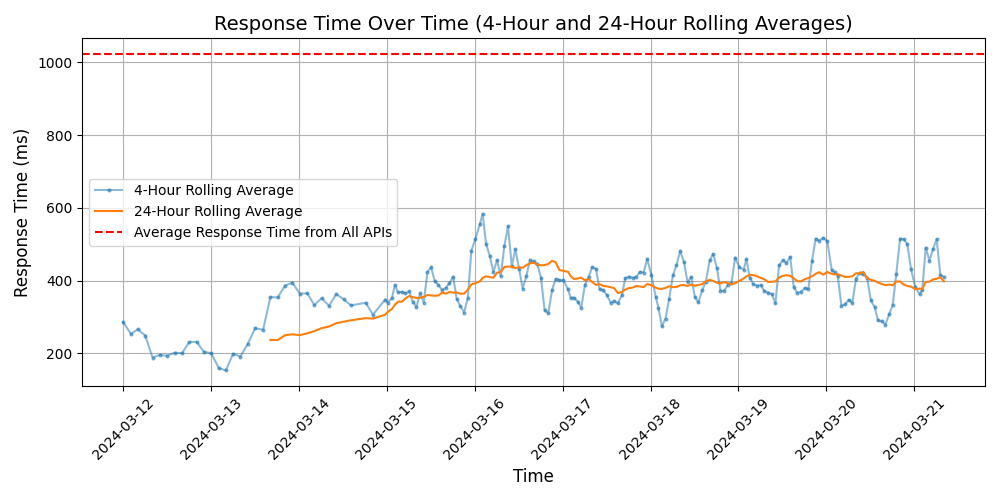 Response Time Over Time (4-Hour and 24-Hour Rolling Averages)
Response Time (ms)
1000
800
600
400
200
4-Hour Rolling Average
24-Hour Rolling Average
Average Response Time from All APIs
2024-03-12
2024-03-13
2024-03-14
2024-03-15
2024-03-16
2024-03-17
2024-03-18
2024-03-19
2024-03-20
2024-03-21
Time